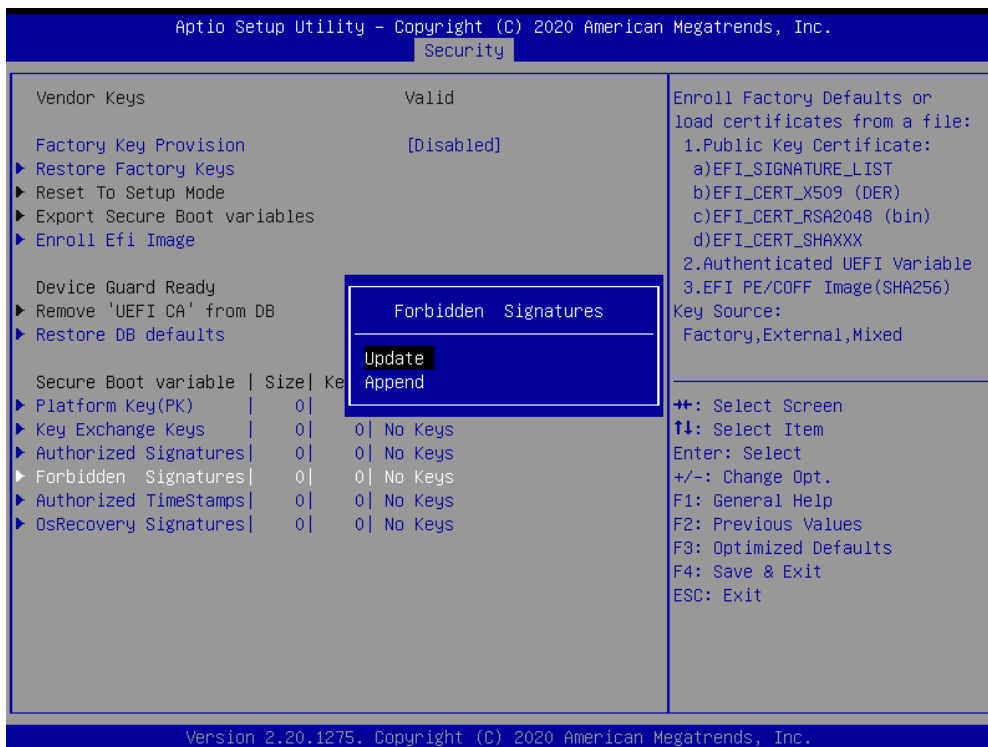 Aptio Setup Utility – Copyright (C) 2020 American Megatrends, Inc.
Security
Vendor Keys Valid
Factory Key Provision [Disabled]
Restore Factory Keys
Reset To Setup Mode
Export Secure Boot variables
Enroll Efi Image
Device Guard Ready
Remove 'UEFI CA' from DB
Restore DB defaults
Secure Boot variable | Size| Ke
Platform Key(PK) | 0|
Key Exchange Keys | 0| 0| No Keys
Authorized Signatures| 0| 0| No Keys
Forbidden Signatures| 0| 0| No Keys
Authorized TimeStamps| 0| 0| No Keys
OsRecovery Signatures| 0| 0| No Keys
Forbidden Signatures
Update
Append
Enroll Factory Defaults or
load certificates from a file:
1.Public Key Certificate:
a)EFI_SIGNATURE_LIST
b)EFI_CERT_X509 (DER)
c)EFI_CERT_RSA2048 (bin)
d)EFI_CERT_SHAXXX
2.Authenticated UEFI Variable
3.EFI PE/COFF Image(SHA256)
Key Source:
Factory,External,Mixed
→←: Select Screen
↑↓: Select Item
Enter: Select
+/-: Change Opt.
F1: General Help
F2: Previous Values
F3: Optimized Defaults
F4: Save & Exit
ESC: Exit
Version 2.20.1275. Copyright (C) 2020 American Megatrends, Inc.